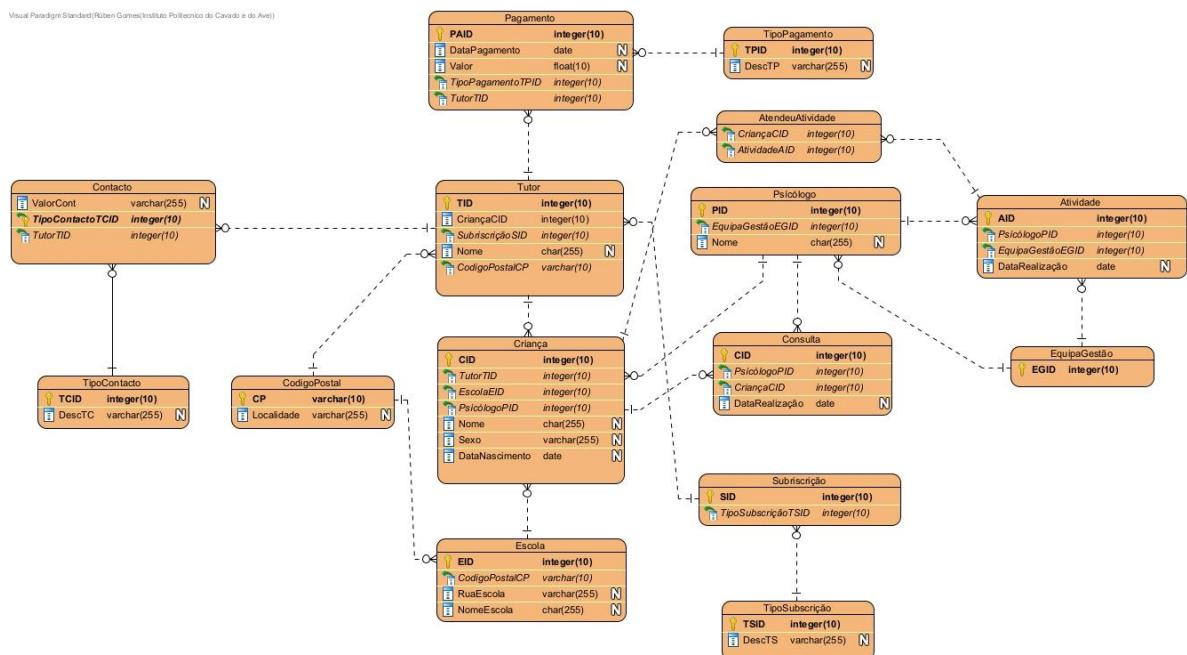 Visual Paradigm Standard(Rúben Gomes(Instituto Politecnico do Cavado e do Ave))
Pagamento
PAID integer(10)
DataPagamento date N
Valor float(10) N
TipoPagamentoTPID integer(10)
TutorTID integer(10)
TipoPagamento
TPID integer(10)
DescTP varchar(255) N
AtendeuAtividade
CriançaCID integer(10)
AtividadeAID integer(10)
Contacto
ValorCont varchar(255) N
TipoContactoTCID integer(10)
TutorTID integer(10)
Tutor
TID integer(10)
CriançaCID integer(10)
SubriscriçãoSID integer(10)
Nome char(255) N
CodigoPostalCP varchar(10)
Psicólogo
PID integer(10)
EquipaGestãoEGID integer(10)
Nome char(255) N
Atividade
AID integer(10)
PsicólogoPID integer(10)
EquipaGestãoEGID integer(10)
DataRealização date N
Criança
CID integer(10)
TutorTID integer(10)
EscolaEID integer(10)
PsicólogoPID integer(10)
Nome char(255) N
Sexo varchar(255) N
DataNascimento date N
Consulta
CID integer(10)
PsicólogoPID integer(10)
CriançaCID integer(10)
DataRealização date N
EquipaGestão
EGID integer(10)
TipoContacto
TCID integer(10)
DescTC varchar(255) N
CodigoPostal
CP varchar(10)
Localidade varchar(255) N
Subriscrição
SID integer(10)
TipoSubscriçãoTSID integer(10)
Escola
EID integer(10)
CodigoPostalCP varchar(10)
RuaEscola varchar(255) N
NomeEscola char(255) N
TipoSubscrição
TSID integer(10)
DescTS varchar(255) N